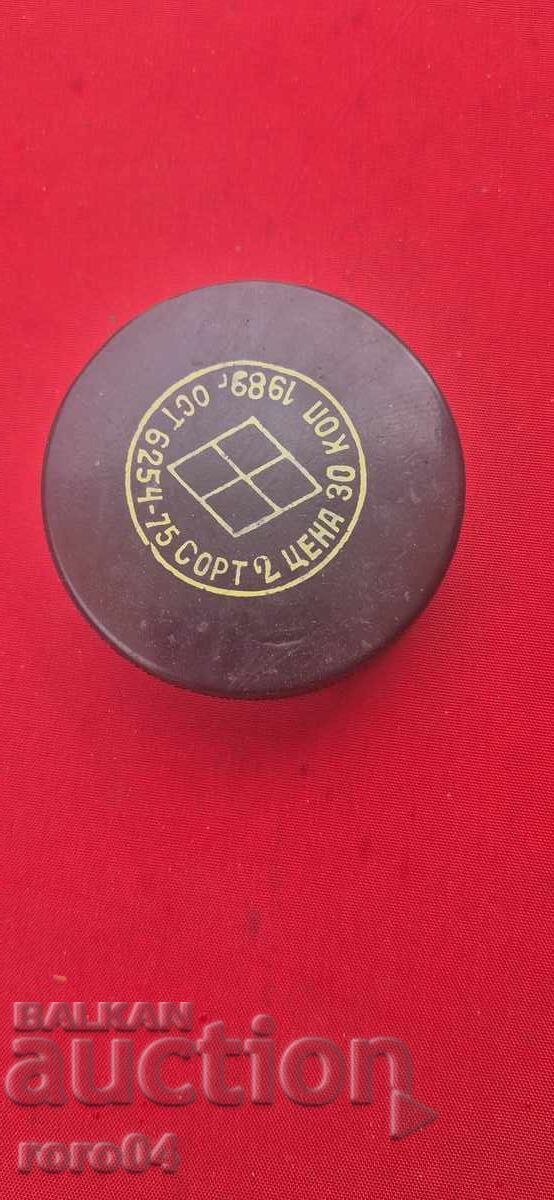 ОСТ 6254-75 СОРТ 2 ЦЕНА 30 КОП 1989г
BALKAN
auction
roro04